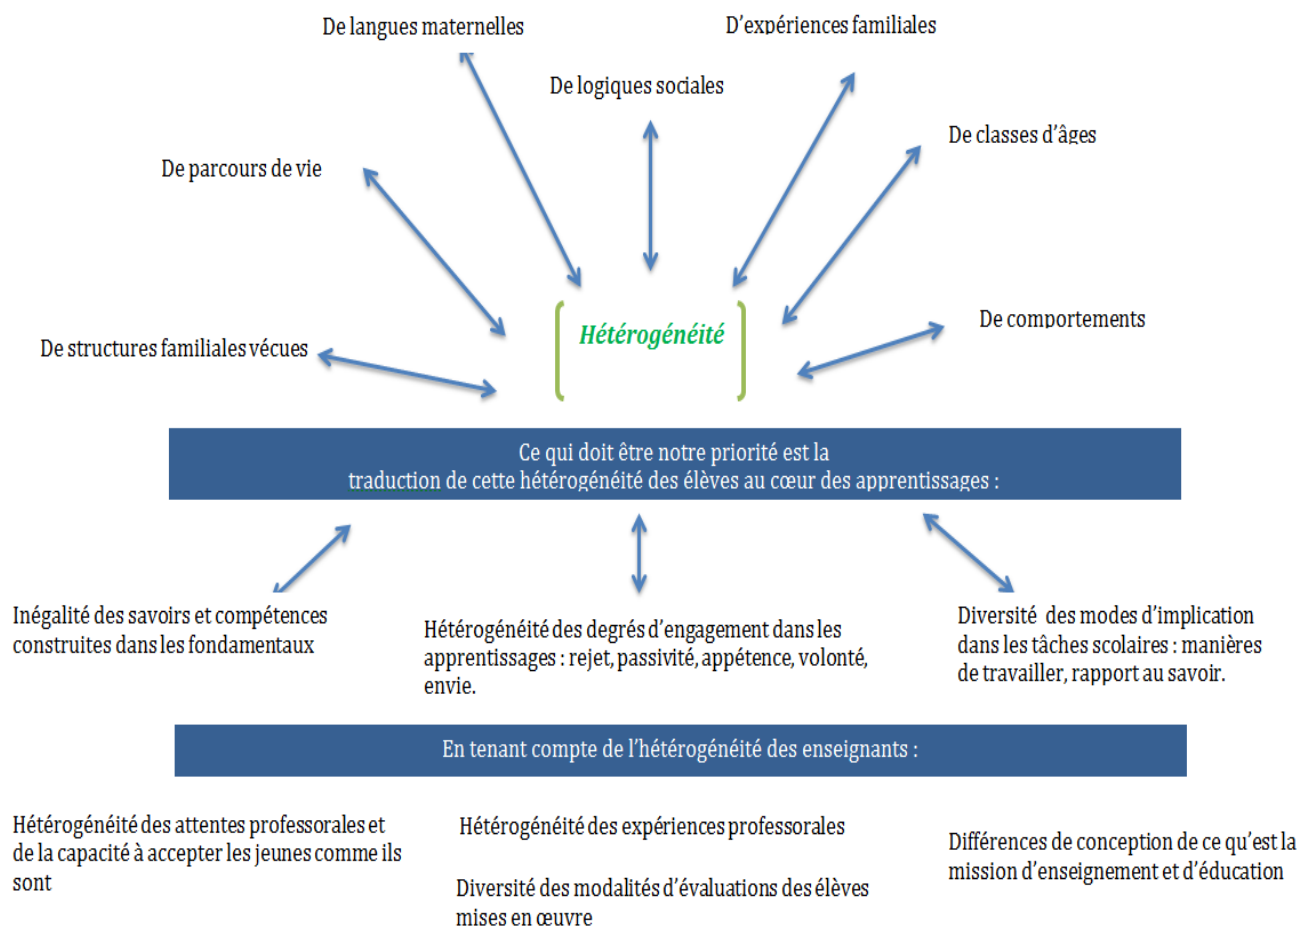 De langues maternelles
D'expériences familiales
De logiques sociales
De classes d'âges
De parcours de vie
Hétérogénéité
De comportements
De structures familiales vécues
Ce qui doit être notre priorité est la
traduction de cette hétérogénéité des élèves au cœur des apprentissages :
Inégalité des savoirs et compétences
construites dans les fondamentaux
Hétérogénéité des degrés d'engagement dans les
apprentissages : rejet, passivité, appétence, volonté,
envie.
Diversité des modes d'implication
dans les tâches scolaires : manières
de travailler, rapport au savoir.
En tenant compte de l'hétérogénéité des enseignants :
Hétérogénéité des attentes professorales et
de la capacité à accepter les jeunes comme ils
sont
Hétérogénéité des expériences professorales
Diversité des modalités d'évaluations des élèves
mises en œuvre
Différences de conception de ce qu'est la
mission d'enseignement et d'éducation